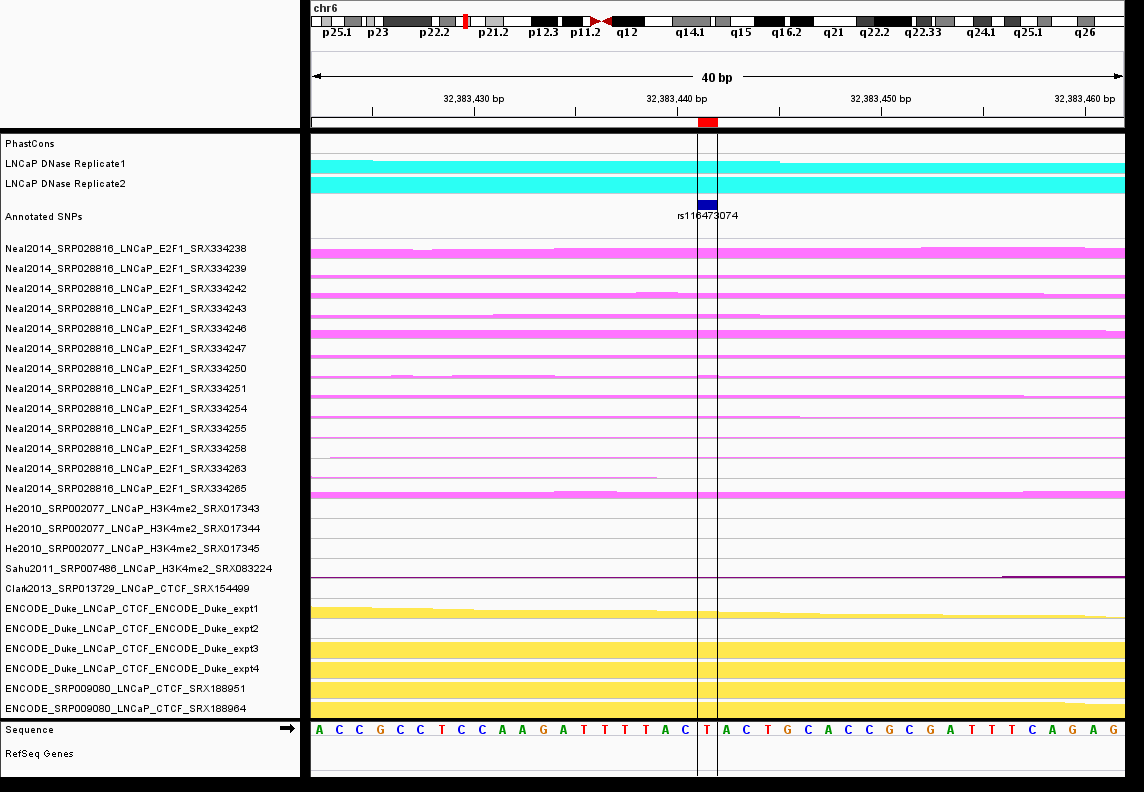 chr6
p25.1 p23 p22.2 p21.2 p12.3 p11.2 q12 q14.1 q15 q16.2 q21 q22.2 q22.33 q24.1 q25.1 q26
40 bp
32,383,430 bp 32,383,440 bp 32,383,450 bp 32,383,460 bp
PhastCons
LNCaP DNase Replicate1
LNCaP DNase Replicate2
Annotated SNPs
rs116473074
Neal2014_SRP028816_LNCaP_E2F1_SRX334238
Neal2014_SRP028816_LNCaP_E2F1_SRX334239
Neal2014_SRP028816_LNCaP_E2F1_SRX334242
Neal2014_SRP028816_LNCaP_E2F1_SRX334243
Neal2014_SRP028816_LNCaP_E2F1_SRX334246
Neal2014_SRP028816_LNCaP_E2F1_SRX334247
Neal2014_SRP028816_LNCaP_E2F1_SRX334250
Neal2014_SRP028816_LNCaP_E2F1_SRX334251
Neal2014_SRP028816_LNCaP_E2F1_SRX334254
Neal2014_SRP028816_LNCaP_E2F1_SRX334255
Neal2014_SRP028816_LNCaP_E2F1_SRX334258
Neal2014_SRP028816_LNCaP_E2F1_SRX334263
Neal2014_SRP028816_LNCaP_E2F1_SRX334265
He2010_SRP002077_LNCaP_H3K4me2_SRX017343
He2010_SRP002077_LNCaP_H3K4me2_SRX017344
He2010_SRP002077_LNCaP_H3K4me2_SRX017345
Sahu2011_SRP007486_LNCaP_H3K4me2_SRX083224
Clark2013_SRP013729_LNCaP_CTCF_SRX154499
ENCODE_Duke_LNCaP_CTCF_ENCODE_Duke_expt1
ENCODE_Duke_LNCaP_CTCF_ENCODE_Duke_expt2
ENCODE_Duke_LNCaP_CTCF_ENCODE_Duke_expt3
ENCODE_Duke_LNCaP_CTCF_ENCODE_Duke_expt4
ENCODE_SRP009080_LNCaP_CTCF_SRX188951
ENCODE_SRP009080_LNCaP_CTCF_SRX188964
Sequence A C C G C C T C C A A G A T T T T A C T A C T G C A C C G C G A T T T C A G A G
RefSeq Genes